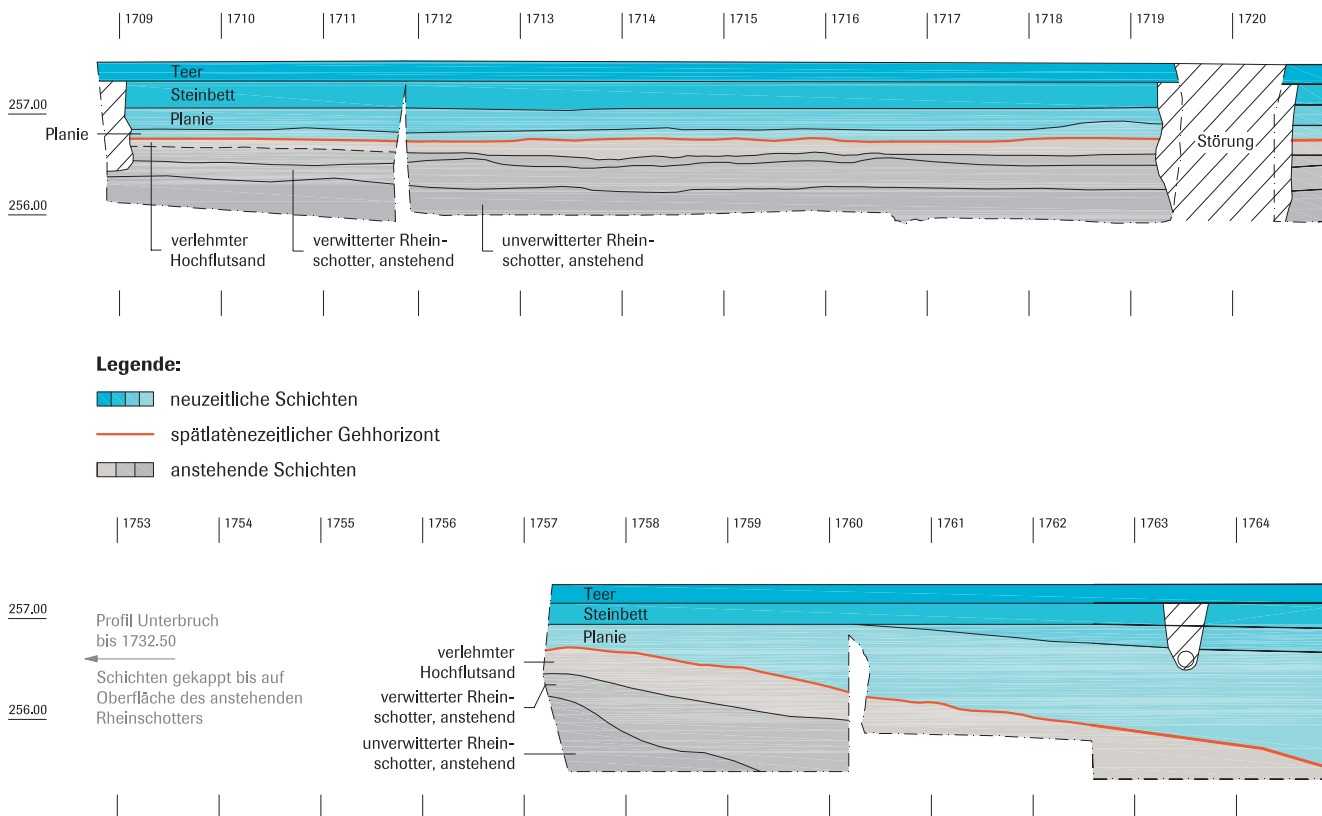 1709 1710 1711 1712 1713 1714 1715 1716 1717 1718 1719 1720
Teer
Steinbett
257.00
Planie
Planie
Störung
256.00
verlehmter
Hochflutsand
verwitterter Rhein-
schotter, anstehend
unverwitterter Rhein-
schotter, anstehend
Legende:
neuzeitliche Schichten
spätlatènezeitlicher Gehhorizont
anstehende Schichten
1753 1754 1755 1756 1757 1758 1759 1760 1761 1762 1763 1764
Teer
257.00
Steinbett
Profil Unterbruch
bis 1732.50
Planie
Schichten gekappt bis auf
Oberfläche des anstehenden
Rheinschotters
256.00
verlehmter
Hochflutsand
verwitterter Rhein-
schotter, anstehend
unverwitterter Rhein-
schotter, anstehend